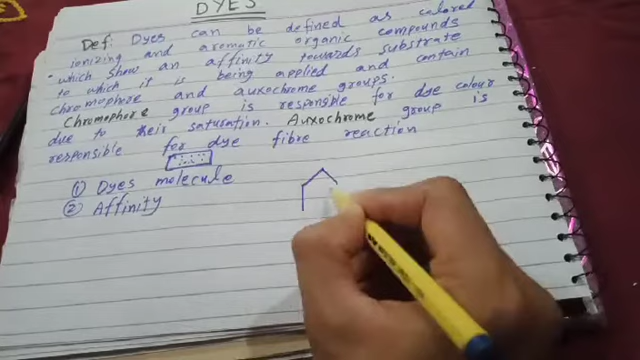 DYES
Def: Dyes can be defined as colored
ionizing and aromatic organic compounds
which show an affinity towards substrate
to which it is being applied and contain
chromophore and auxochrome groups.
Chromophore group is responsible for dye colour
due to their saturation. Auxochrome group is
responsible for dye fibre reaction
① Dyes molecule
② Affinity